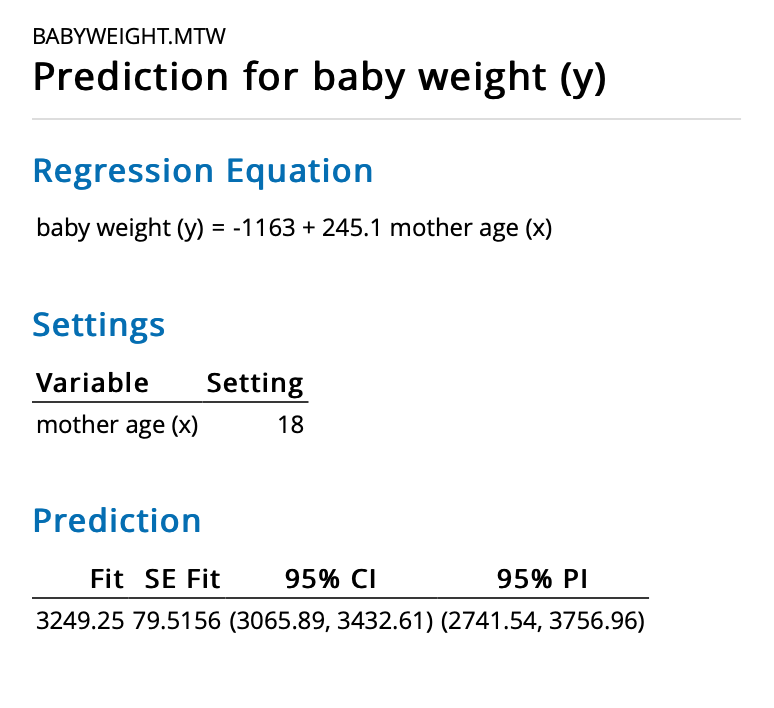 BABYWEIGHT.MTW
Prediction for baby weight (y)
Regression Equation
baby weight (y) = -1163 + 245.1 mother age (x)
Settings
Variable Setting
mother age (x) 18
Prediction
Fit SE Fit 95% CI 95% PI
3249.25 79.5156 (3065.89, 3432.61) (2741.54, 3756.96)